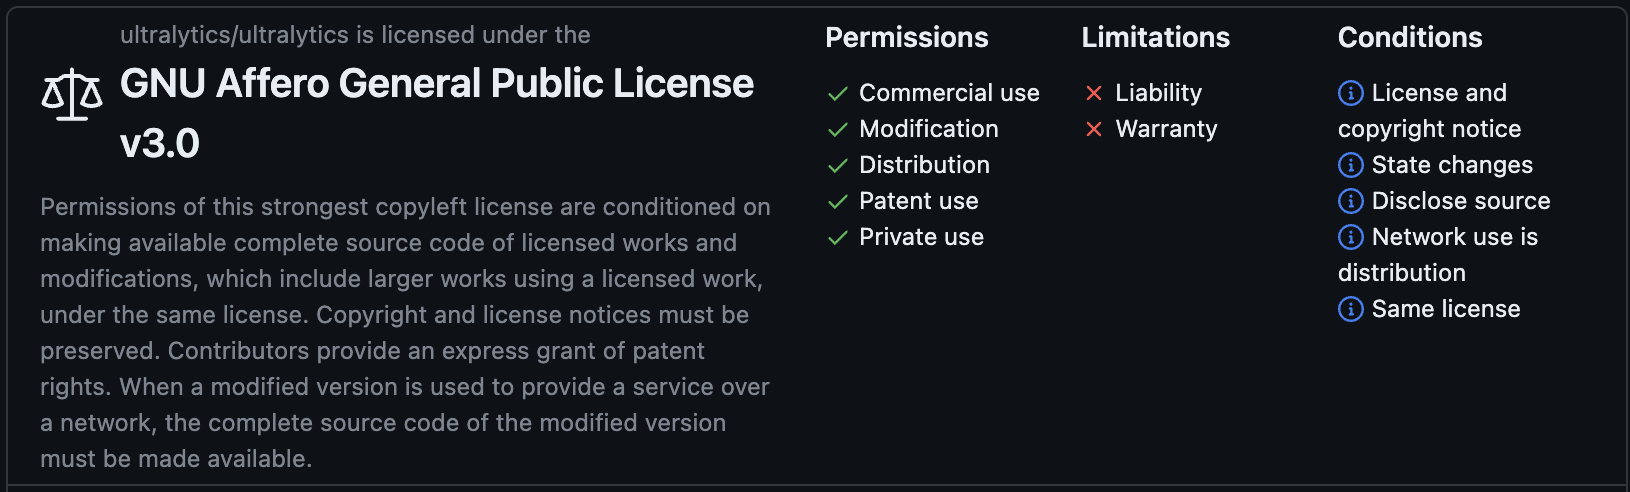 ultralytics/ultralytics is licensed under the
GNU Affero General Public License
v3.0
Permissions of this strongest copyleft license are conditioned on
making available complete source code of licensed works and
modifications, which include larger works using a licensed work,
under the same license. Copyright and license notices must be
preserved. Contributors provide an express grant of patent
rights. When a modified version is used to provide a service over
a network, the complete source code of the modified version
must be made available.
Permissions
Commercial use
Modification
Distribution
Patent use
Private use
Limitations
Liability
Warranty
Conditions
License and
copyright notice
State changes
Disclose source
Network use is
distribution
Same license